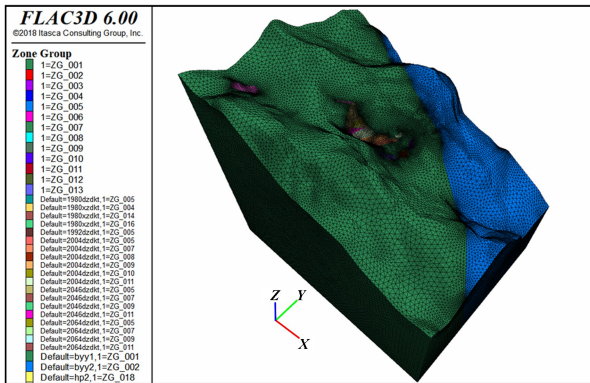 FLAC3D 6.00
©2018 Itasca Consulting Group, Inc.
Zone Group
1=ZG_001
1=ZG_002
1=ZG_003
1=ZG_004
1=ZG_005
1=ZG_006
1=ZG_007
1=ZG_008
1=ZG_009
1=ZG_010
1=ZG_011
1=ZG_012
1=ZG_013
Default=1980dzdkt,1=ZG_005
Default=1980xzdkt,1=ZG_004
Default=1980xzdkt,1=ZG_014
Default=1980xzdkt,1=ZG_016
Default=1992dzdkt,1=ZG_005
Default=2004dzdkt,1=ZG_005
Default=2004dzdkt,1=ZG_007
Default=2004dzdkt,1=ZG_008
Default=2004dzdkt,1=ZG_009
Default=2004dzdkt,1=ZG_010
Default=2004dzdkt,1=ZG_011
Default=2046dzdkt,1=ZG_005
Default=2046dzdkt,1=ZG_007
Default=2046dzdkt,1=ZG_009
Default=2046dzdkt,1=ZG_011
Default=2064dzdkt,1=ZG_005
Default=2064dzdkt,1=ZG_007
Default=2064dzdkt,1=ZG_009
Default=2064dzdkt,1=ZG_011
Default=byy1,1=ZG_001
Default=byy2,1=ZG_002
Default=hp2,1=ZG_018
Z
Y
X